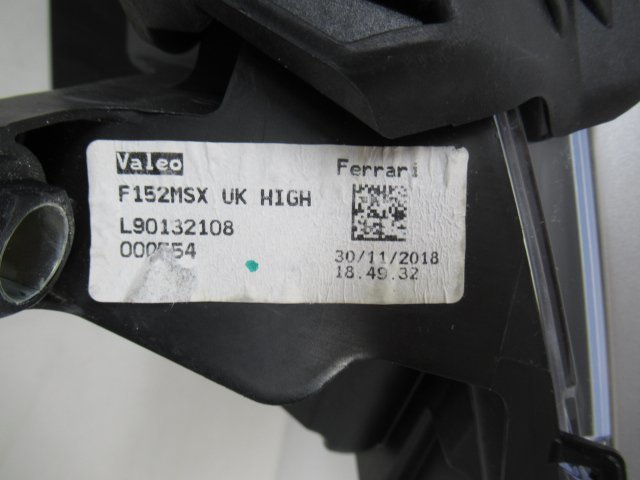 Valeo Ferrari
F152MSX UK HIGH
L90132108
30/11/2018
18.49.32